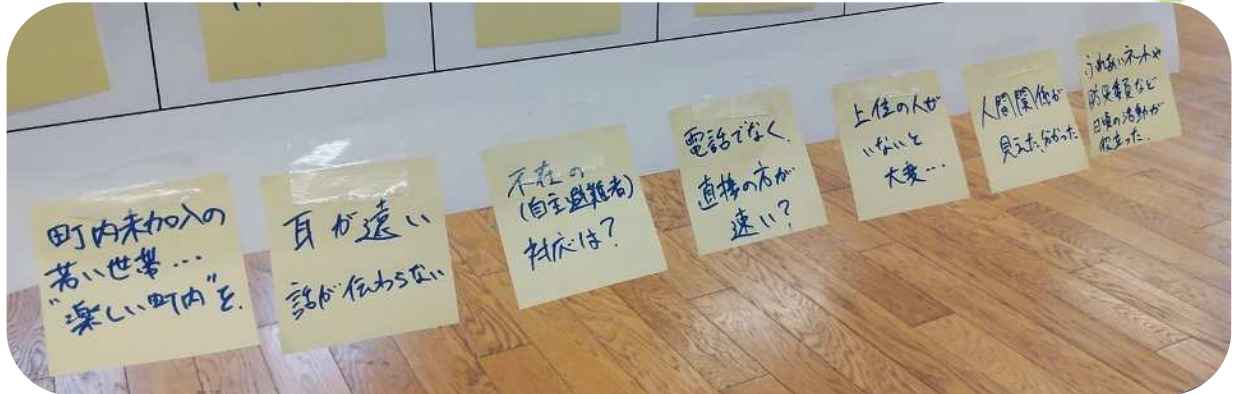 町内未加入の
若い世帯…
"楽しい町内"を.
耳が遠い
話が伝わらない
不在の
(自主避難者)
対応は?
電話でなく、
直接の方が
速い?
上位の人が
いないと
大変…
人間関係が
見えた、分かった
ふれあいネットや
防災委員など
日頃の活動が
役立った.